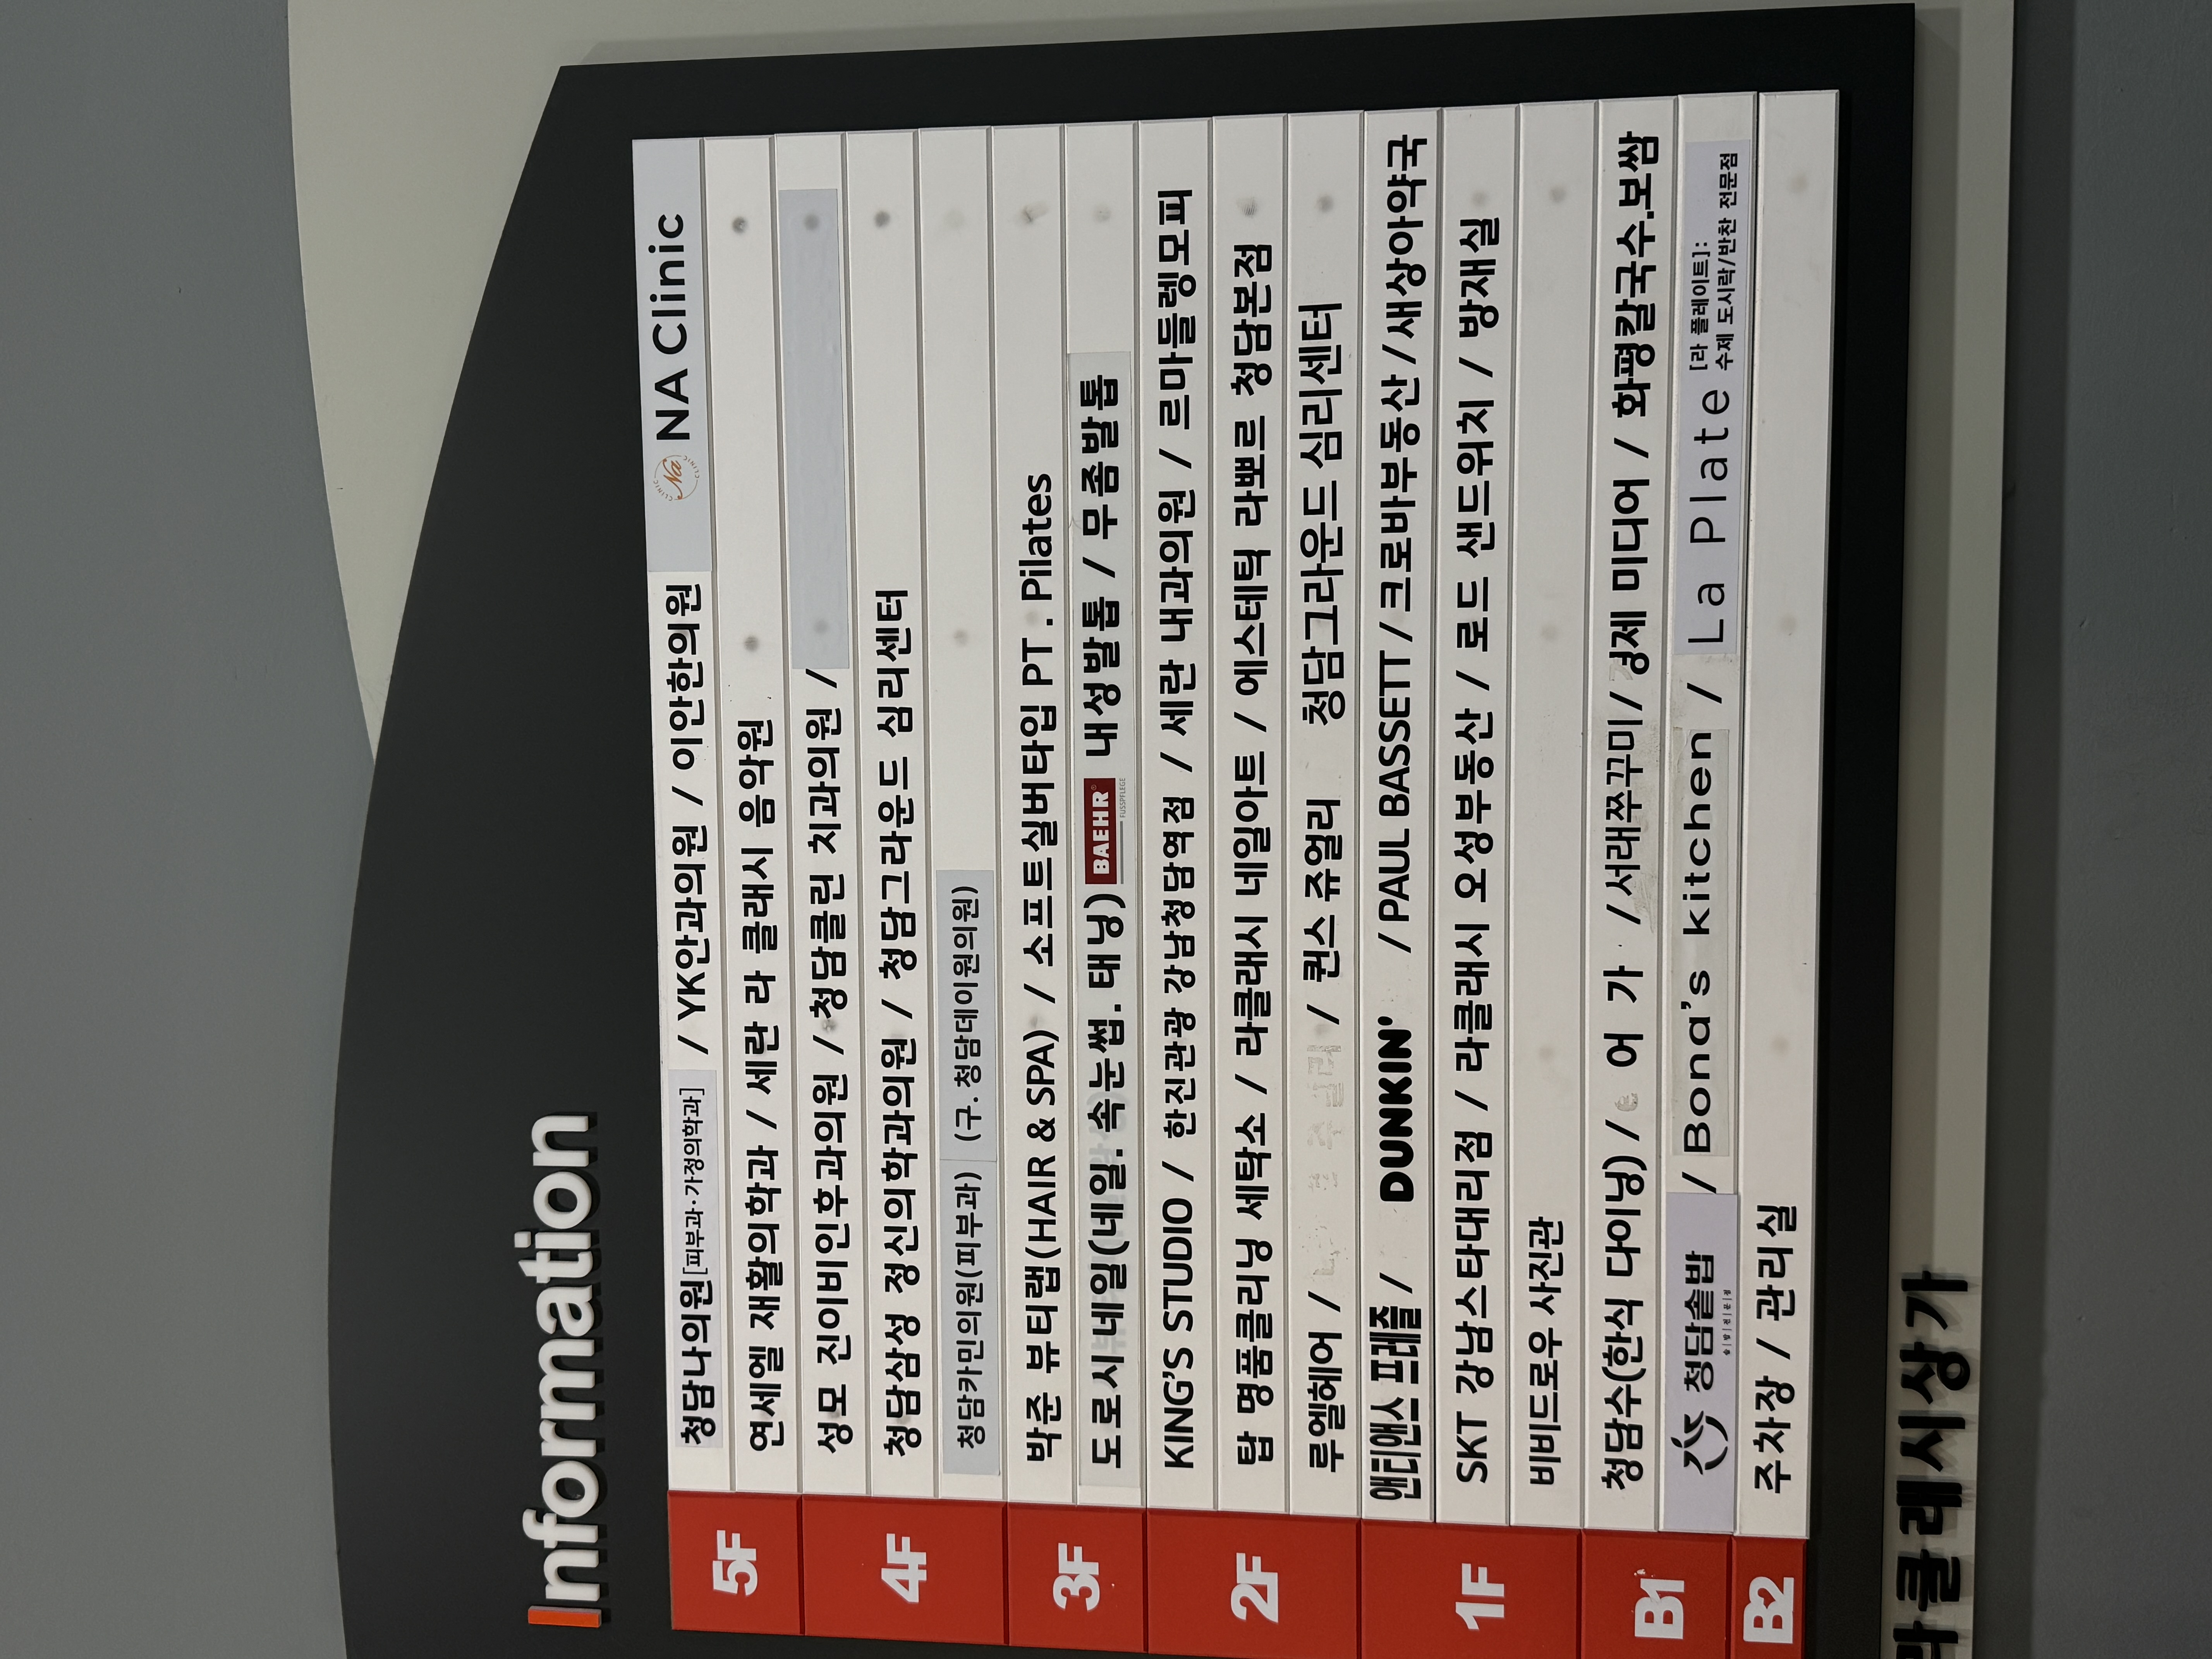 Information
5F
청담나의원[피부과·가정의학과] / YK안과의원 / 이안한의원 Na CLINIC CLINIC NA Clinic
연세엘 재활의학과 / 세란 라 클래시 음악원
4F
성모 진이비인후과의원 / 청담클린 치과의원 /
청담삼성 정신의학과의원 / 청담그라운드 심리센터
청담카민의원(피부과) (구. 청담데이원의원)
3F
박준 뷰티랩(HAIR & SPA) / 소프트실버타입 PT . Pilates
도로시네일(네일. 속눈썹. 태닝) BAEHR® FUSSPFLEGE 내성발톱 / 무좀발톱
2F
KING'S STUDIO / 한진관광 강남청담역점 / 세란 내과의원 / 르마들렝모피
탑 명품클리닝 세탁소 / 라클래시 네일아트 / 에스테틱 라뽀르 청담본점
루엘헤어 / / 퀸스쥬얼리 청담그라운드 심리센터
1F
앤티앤스 프레즐 / DUNKIN' / PAUL BASSETT / 크로바부동산 / 새상아약국
SKT 강남스타대리점 / 라클래시 오성부동산 / 로드 샌드위치 / 방재실
비비드로우 사진관
B1
청담수(한식 다이닝) / 어 가 / 서래쭈꾸미 / 경제 미디어 / 화평칼국수.보쌈
청담솥밥 / Bona's kitchen / La Plate [라 플레이트]: 수제 도시락/반찬 전문점
B2
주차장 / 관리실
라클래시상가